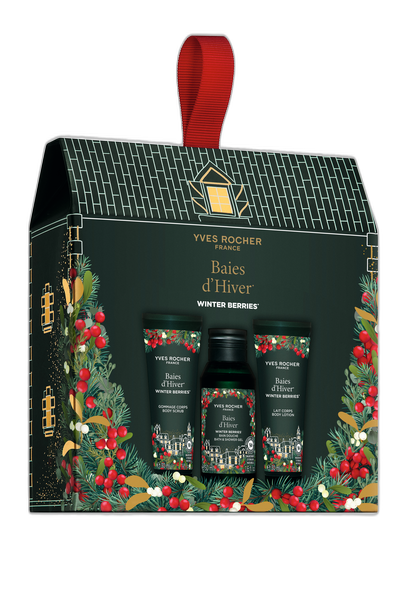 YVES ROCHER
FRANCE
Baies
d'Hiver
WINTER BERRIES
YVES ROCHER
FRANCE
Baies
d'Hiver
WINTER BERRIES
GOMMAGE CORPS
BODY SCRUB
YVES ROCHER
FRANCE
Baies
d'Hiver
WINTER BERRIES
BAIN DOUCHE
BATH & SHOWER GEL
YVES ROCHER
FRANCE
Baies
d'Hiver
WINTER BERRIES
LAIT CORPS
BODY LOTION